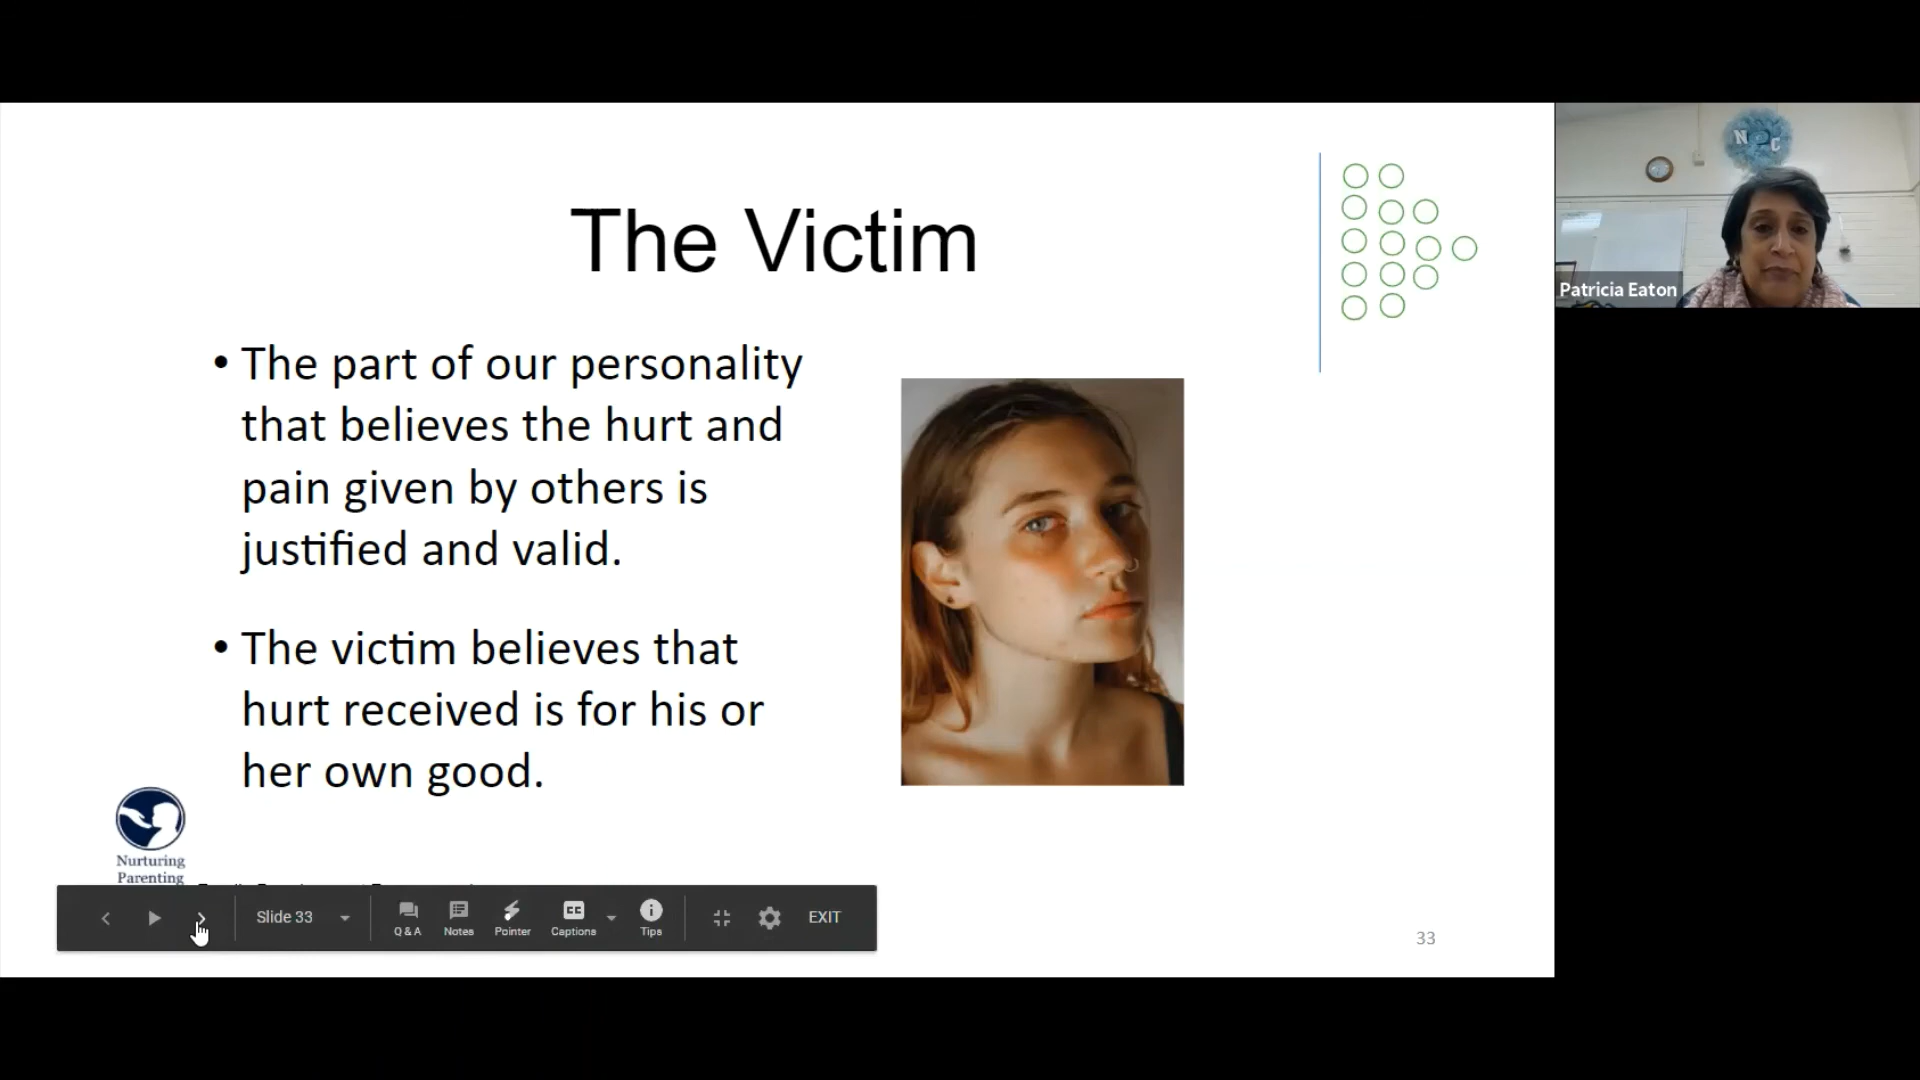 The Victim
• The part of our personality
that believes the hurt and
pain given by others is
justified and valid.
• The victim believes that
hurt received is for his or
her own good.
Nurturing
Parenting
Slide 33
Q & A
Notes
Pointer
CC
Captions
Tips
EXIT
33
N C
Patricia Eaton